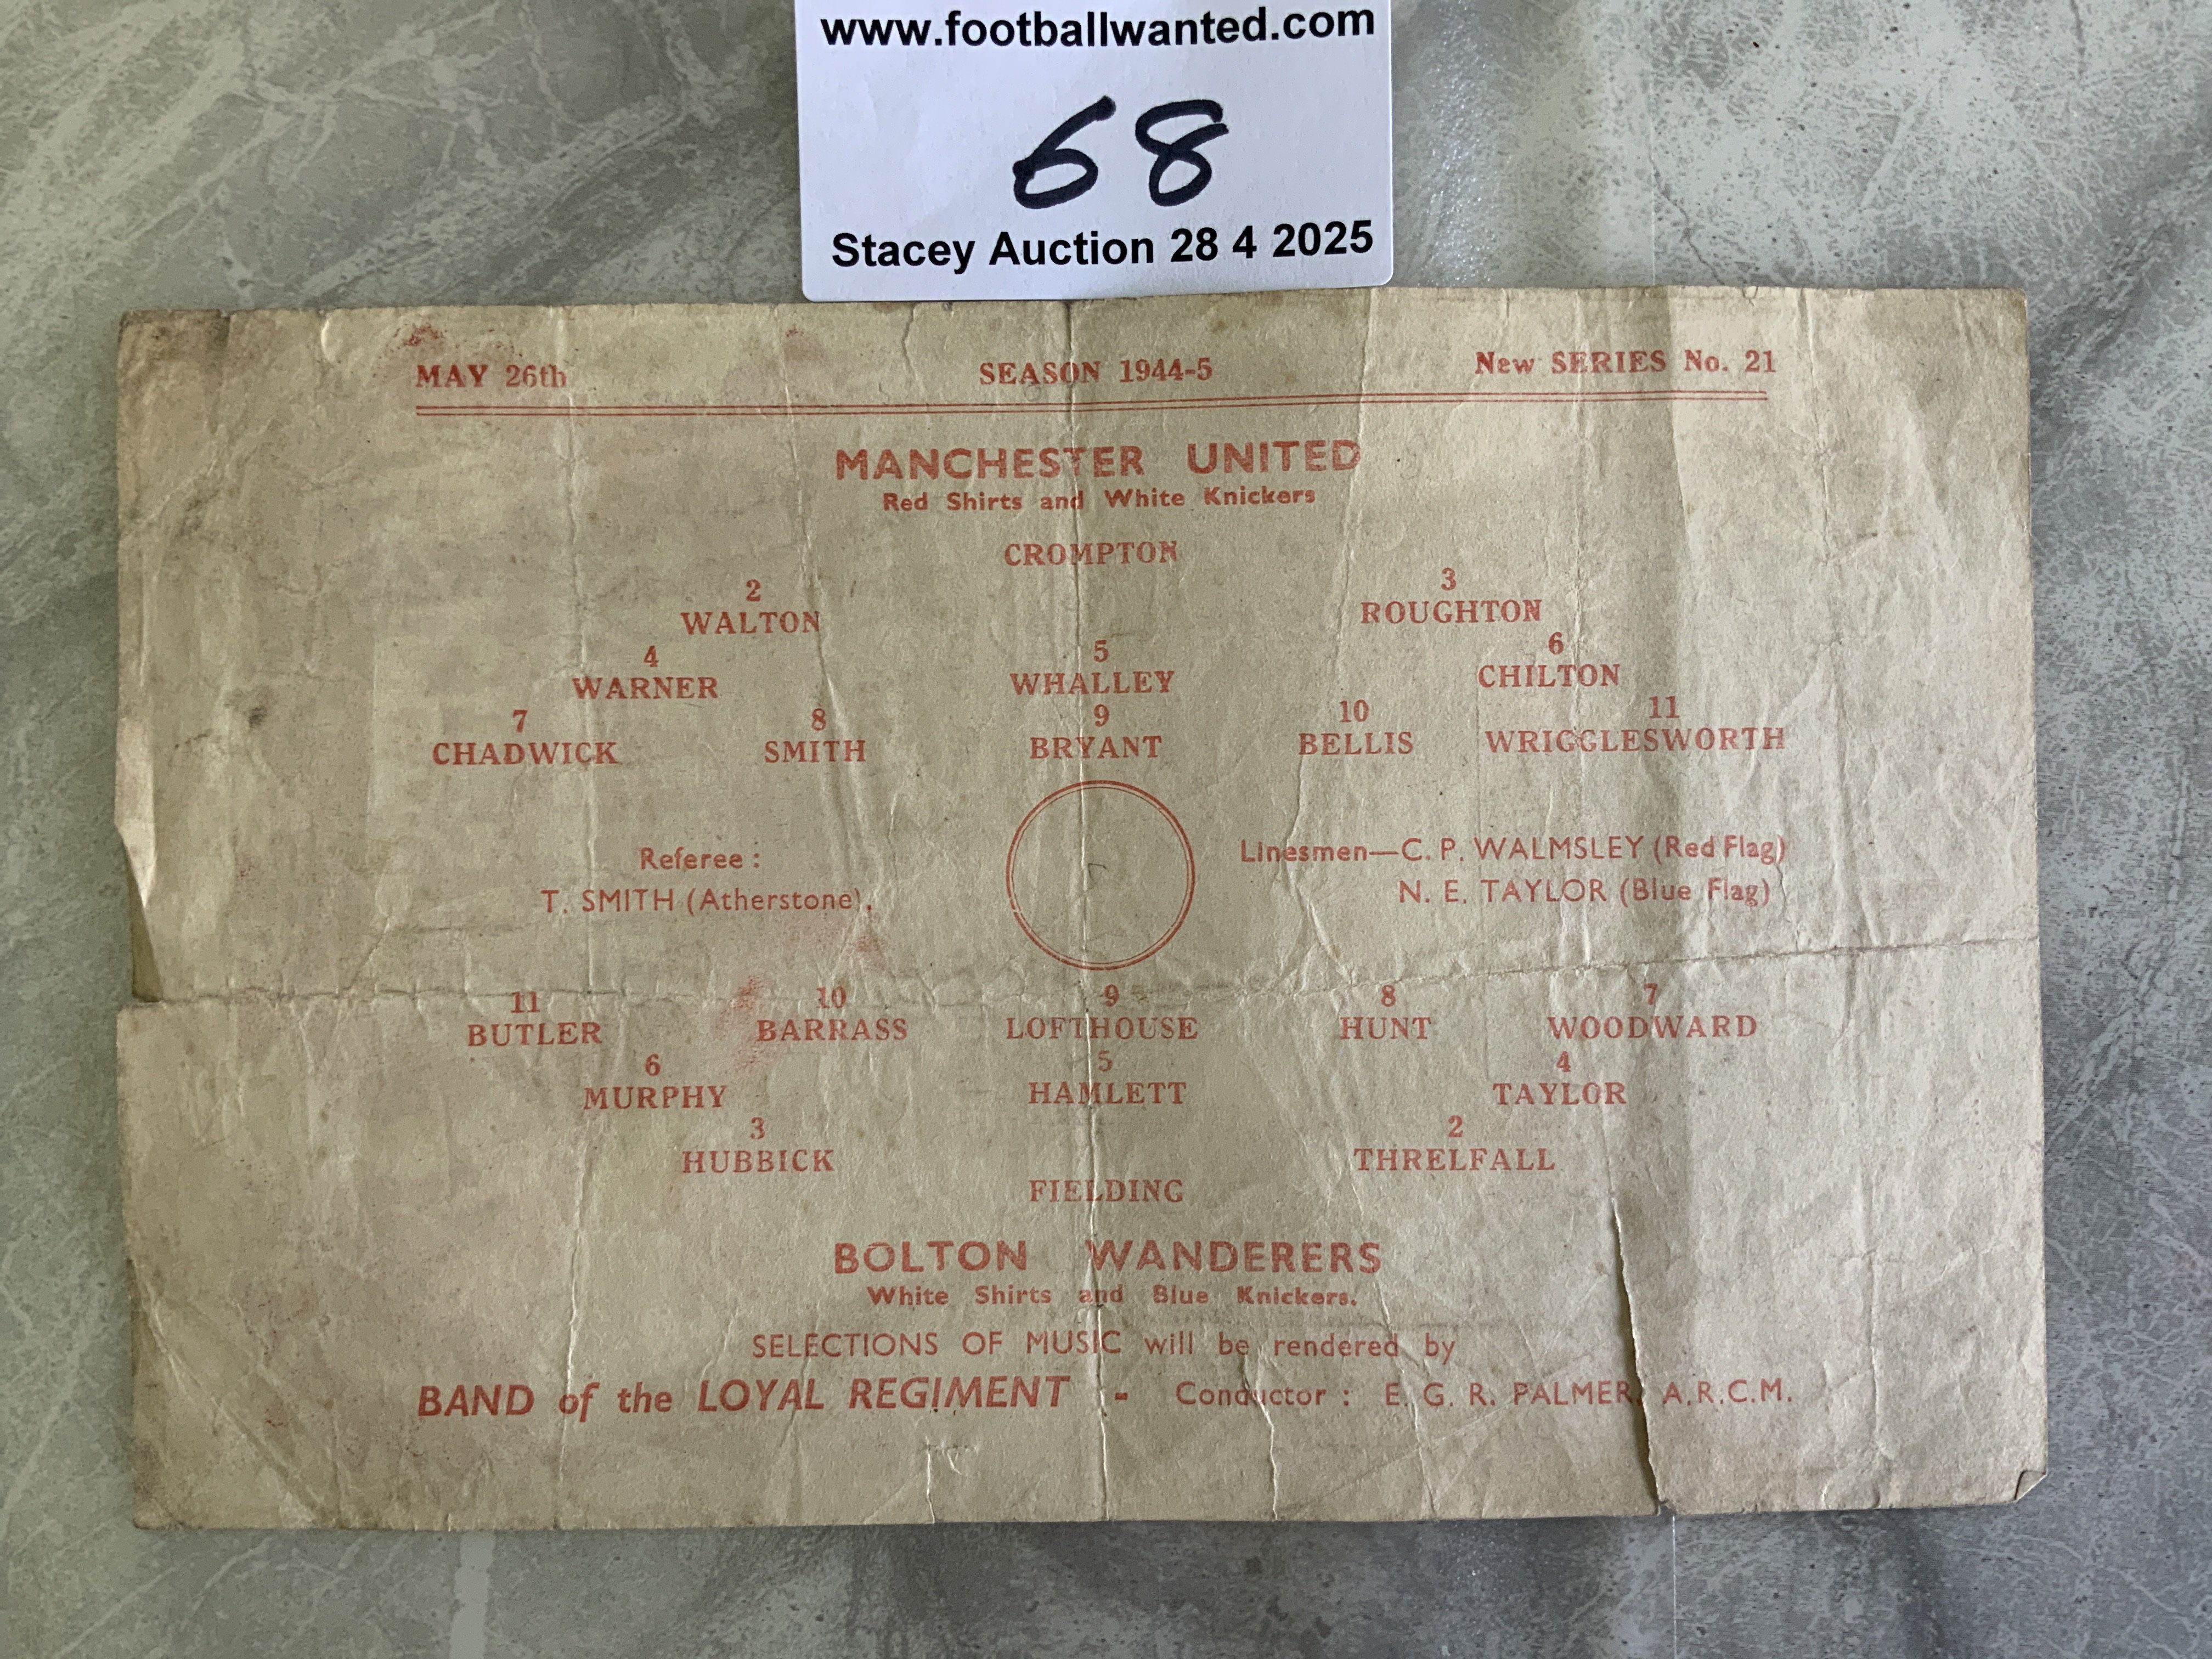 www.footballwanted.com
68
Stacey Auction 28 4 2025
MAY 26th SEASON 1944-5 New SERIES No. 21
MANCHESTER UNITED
Red Shirts and White Knickers
CROMPTON
2 3
WALTON ROUGHTON
4 5 6
WARNER WHALLEY CHILTON
7 8 9 10 11
CHADWICK SMITH BRYANT BELLIS WRIGGLESWORTH
Referee : Linesmen—C. P. WALMSLEY (Red Flag)
T. SMITH (Atherstone). N. E. TAYLOR (Blue Flag)
11 10 9 8 7
BUTLER BARRASS LOFTHOUSE HUNT WOODWARD
6 5 4
MURPHY HAMLETT TAYLOR
3 2
HUBBICK THRELFALL
FIELDING
BOLTON WANDERERS
White Shirts and Blue Knickers.
SELECTIONS OF MUSIC will be rendered by
BAND of the LOYAL REGIMENT - Conductor : E. G. R. PALMER, A.R.C.M.